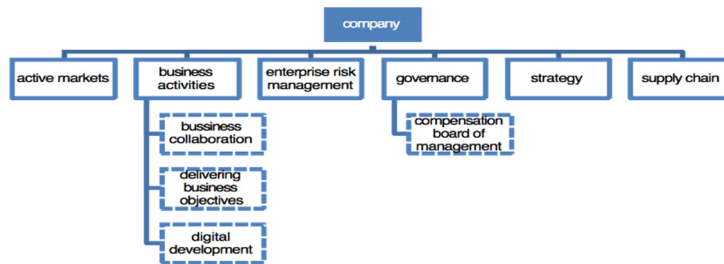 company
active markets
business
activities
enterprise risk
management
governance
strategy
supply chain
bussiness
collaboration
delivering
business
objectives
digital
development
compensation
board of
management